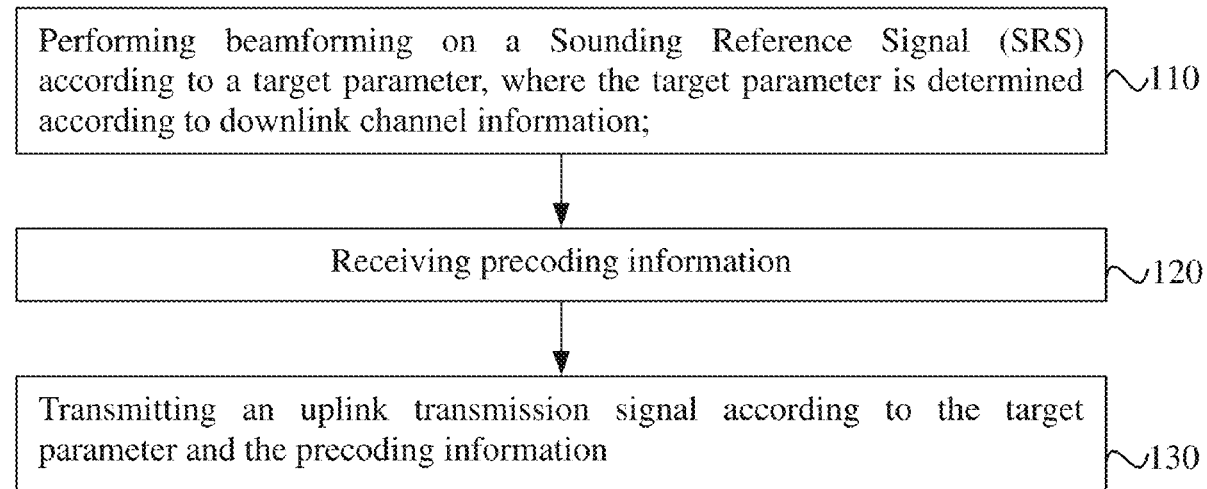 Performing beamforming on a Sounding Reference Signal (SRS)
according to a target parameter, where the target parameter is determined
according to downlink channel information;
110
Receiving precoding information
120
Transmitting an uplink transmission signal according to the target
parameter and the precoding information
130